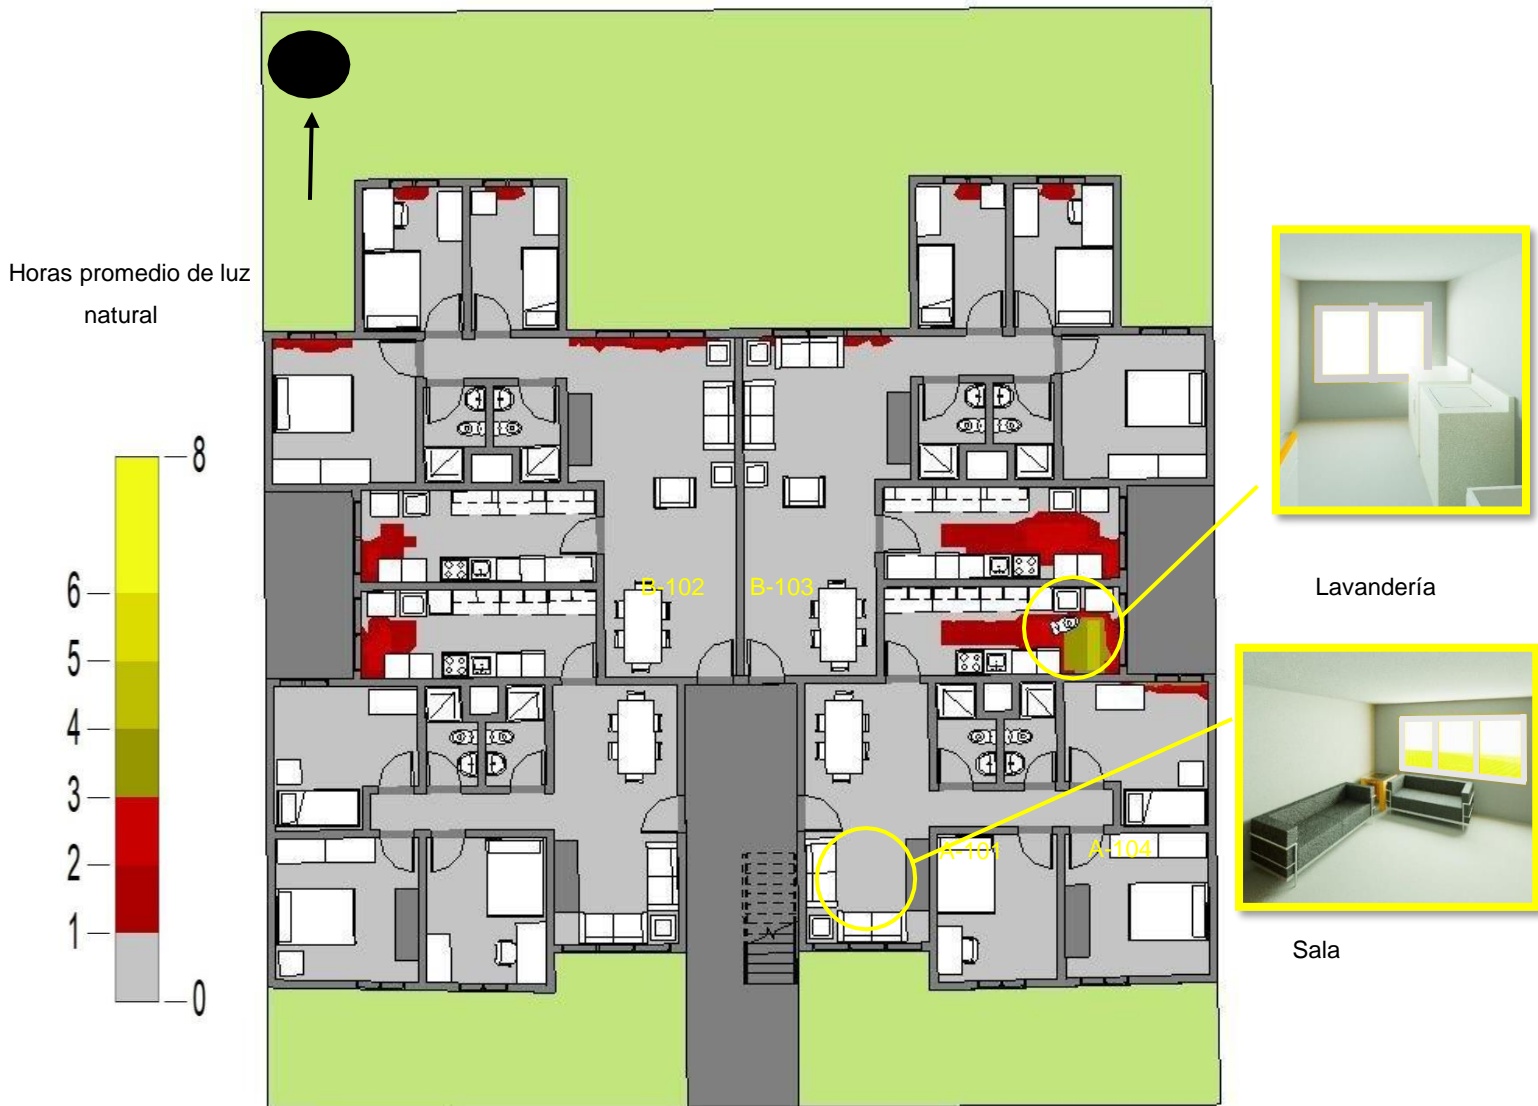 Horas promedio de luz
natural
8
6
5
4
3
2
1
0
B-102
B-103
A-101
A-104
Lavandería
Sala